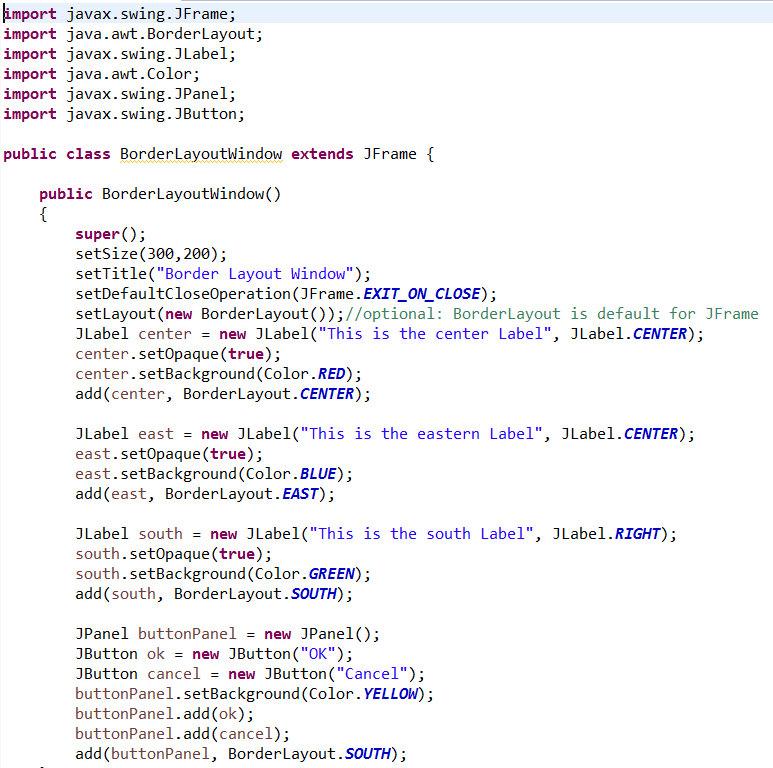 import javax.swing.JFrame;
import java.awt.BorderLayout;
import javax.swing.JLabel;
import java.awt.Color;
import javax.swing.JPanel;
import javax.swing.JButton;

public class BorderLayoutWindow extends JFrame {

    public BorderLayoutWindow()
    {
        super();
        setSize(300,200);
        setTitle("Border Layout Window");
        setDefaultCloseOperation(JFrame.EXIT_ON_CLOSE);
        setLayout(new BorderLayout());//optional: BorderLayout is default for JFrame
        JLabel center = new JLabel("This is the center Label", JLabel.CENTER);
        center.setOpaque(true);
        center.setBackground(Color.RED);
        add(center, BorderLayout.CENTER);

        JLabel east = new JLabel("This is the eastern Label", JLabel.CENTER);
        east.setOpaque(true);
        east.setBackground(Color.BLUE);
        add(east, BorderLayout.EAST);

        JLabel south = new JLabel("This is the south Label", JLabel.RIGHT);
        south.setOpaque(true);
        south.setBackground(Color.GREEN);
        add(south, BorderLayout.SOUTH);

        JPanel buttonPanel = new JPanel();
        JButton ok = new JButton("OK");
        JButton cancel = new JButton("Cancel");
        buttonPanel.setBackground(Color.YELLOW);
        buttonPanel.add(ok);
        buttonPanel.add(cancel);
        add(buttonPanel, BorderLayout.SOUTH);